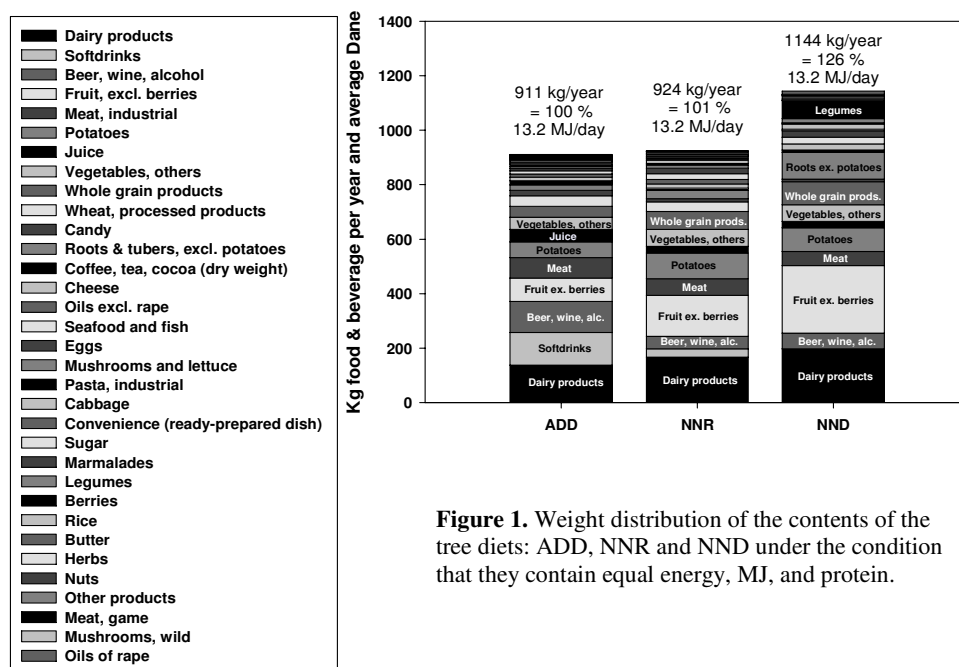 Dairy products
Softdrinks
Beer, wine, alcohol
Fruit, excl. berries
Meat, industrial
Potatoes
Juice
Vegetables, others
Whole grain products
Wheat, processed products
Candy
Roots & tubers, excl. potatoes
Coffee, tea, cocoa (dry weight)
Cheese
Oils excl. rape
Seafood and fish
Eggs
Mushrooms and lettuce
Pasta, industrial
Cabbage
Convenience (ready-prepared dish)
Sugar
Marmalades
Legumes
Berries
Rice
Butter
Herbs
Nuts
Other products
Meat, game
Mushrooms, wild
Oils of rape
Kg food & beverage per year and average Dane
1400
1200
1000
800
600
400
200
0
911 kg/year
= 100 %
13.2 MJ/day
Vegetables, others
Juice
Potatoes
Meat
Fruit ex. berries
Beer, wine, alc.
Softdrinks
Dairy products
ADD
924 kg/year
= 101 %
13.2 MJ/day
Whole grain prods.
Vegetables, others
Potatoes
Meat
Fruit ex. berries
Beer, wine, alc.
Dairy products
NNR
1144 kg/year
= 126 %
13.2 MJ/day
Legumes
Roots ex. potatoes
Whole grain prods.
Vegetables, others
Potatoes
Meat
Fruit ex. berries
Beer, wine, alc.
Dairy products
NND
Figure 1. Weight distribution of the contents of the
tree diets: ADD, NNR and NND under the condition
that they contain equal energy, MJ, and protein.